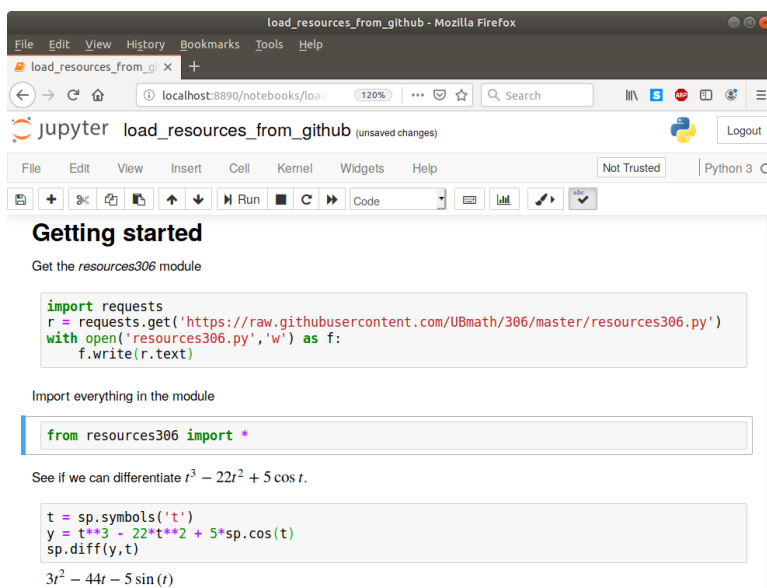 load_resources_from_github - Mozilla Firefox
File Edit View History Bookmarks Tools Help
load_resources_from_gi
localhost:8890/notebooks/load 120% Search
jupyter load_resources_from_github (unsaved changes) Logout
File Edit View Insert Cell Kernel Widgets Help Not Trusted Python 3
Run Code
Getting started
Get the resources306 module
import requests
r = requests.get('https://raw.githubusercontent.com/UBmath/306/master/resources306.py')
with open('resources306.py','w') as f:
    f.write(r.text)
Import everything in the module
from resources306 import *
See if we can differentiate t³ − 22t² + 5 cos t.
t = sp.symbols('t')
y = t**3 - 22*t**2 + 5*sp.cos(t)
sp.diff(y,t)
3t² − 44t − 5 sin (t)